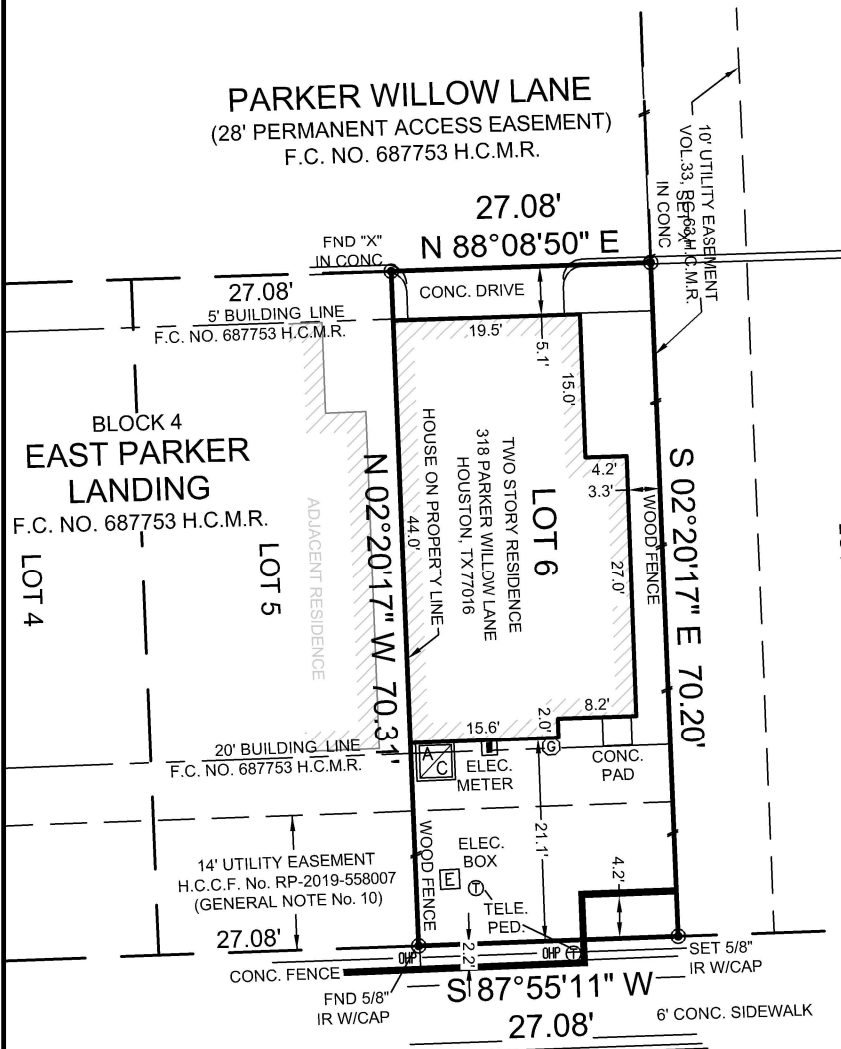 PARKER WILLOW LANE
(28' PERMANENT ACCESS EASEMENT)
F.C. NO. 687753 H.C.M.R.
10' UTILITY EASEMENT
VOL.33, PG 63 H.C.M.R.
SET "X"
IN CONC
27.08'
N 88°08'50" E
FND "X"
IN CONC
27.08'
5' BUILDING LINE
F.C. NO. 687753 H.C.M.R.
CONC. DRIVE
19.5'
5.1'
15.0'
4.2'
3.3'
BLOCK 4
EAST PARKER
LANDING
F.C. NO. 687753 H.C.M.R.
LOT 4
LOT 5
ADJACENT RESIDENCE
N 02°20'17" W 70.31'
44.0'
HOUSE ON PROPERTY LINE
LOT 6
TWO STORY RESIDENCE
318 PARKER WILLOW LANE
HOUSTON, TX 77016
27.0'
WOOD FENCE
S 02°20'17" E 70.20'
8.2'
2.0'
15.6'
20' BUILDING LINE
F.C. NO. 687753 H.C.M.R.
A/C
ELEC.
METER
G
CONC.
PAD
14' UTILITY EASEMENT
H.C.C.F. No. RP-2019-558007
(GENERAL NOTE No. 10)
WOOD FENCE
ELEC.
BOX
E
T
TELE.
PED.
21.1'
4.2'
27.08'
OHP
2.2'
OHP
T
SET 5/8"
IR W/CAP
CONC. FENCE
FND 5/8"
IR W/CAP
S 87°55'11" W
27.08'
6' CONC. SIDEWALK